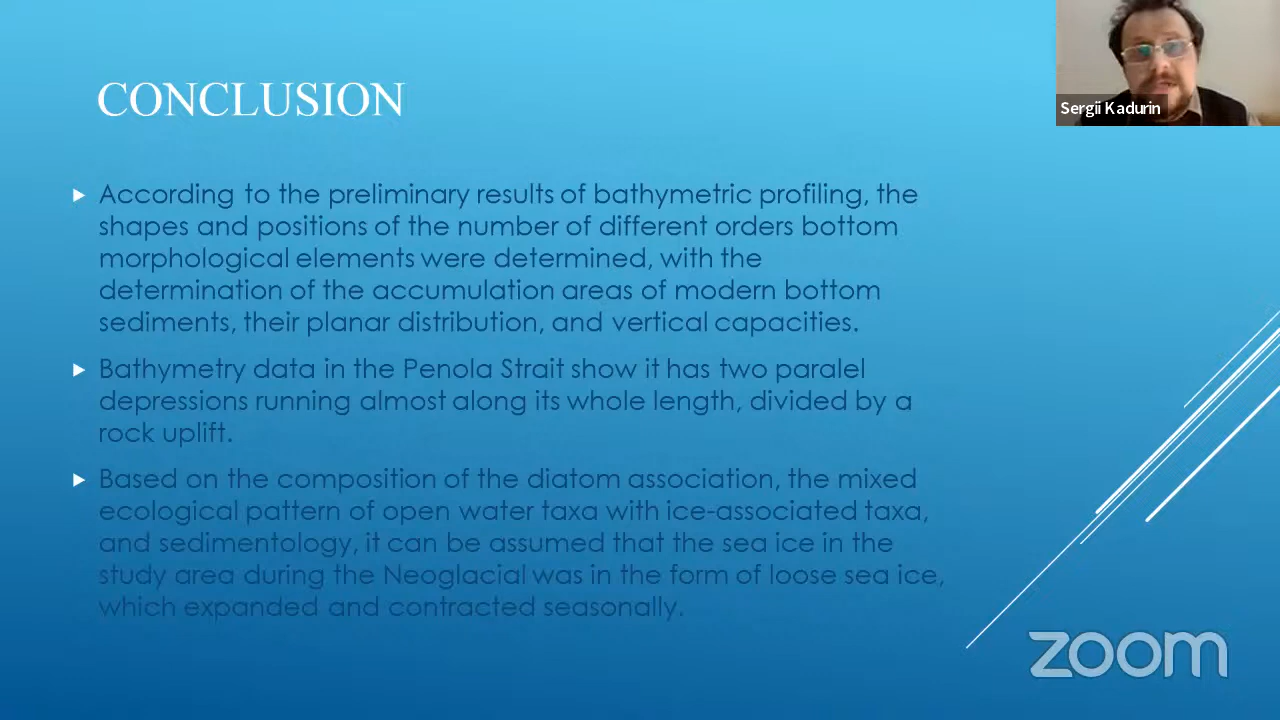 CONCLUSION
Sergii Kadurin
According to the preliminary results of bathymetric profiling, the
shapes and positions of the number of different orders bottom
morphological elements were determined, with the
determination of the accumulation areas of modern bottom
sediments, their planar distribution, and vertical capacities.
Bathymetry data in the Penola Strait show it has two paralel
depressions running almost along its whole length, divided by a
rock uplift.
Based on the composition of the diatom association, the mixed
ecological pattern of open water taxa with ice-associated taxa,
and sedimentology, it can be assumed that the sea ice in the
study area during the Neoglacial was in the form of loose sea ice,
which expanded and contracted seasonally.
zoom